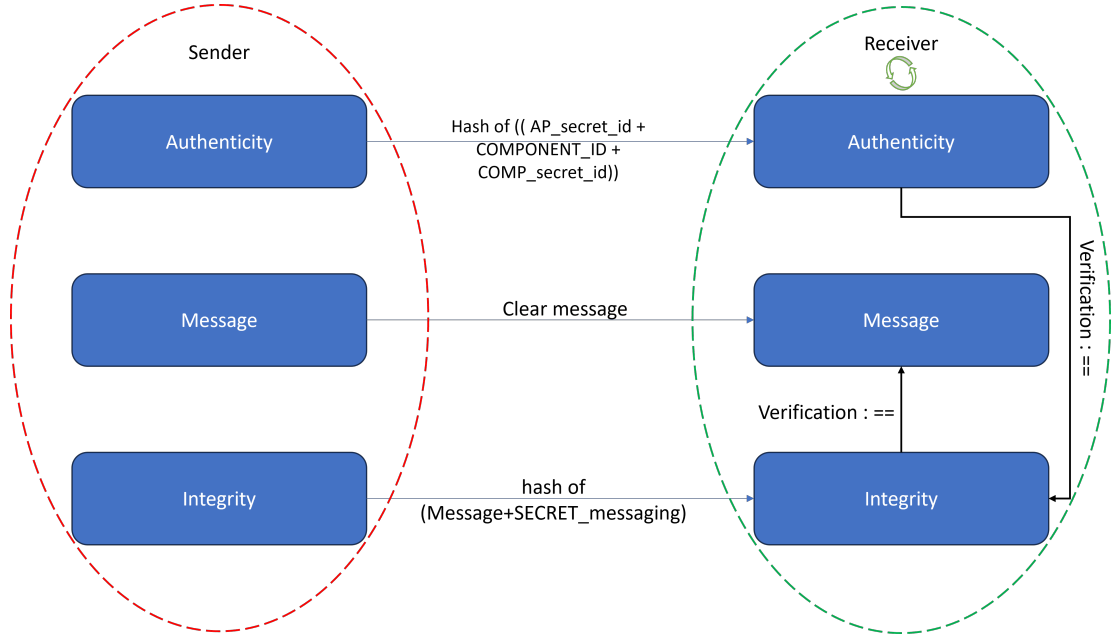 Sender
Receiver
Authenticity
Hash of (( AP_secret_id +
COMPONENT_ID +
COMP_secret_id))
Authenticity
Verification : ==
Message
Clear message
Message
Verification : ==
Integrity
hash of
(Message+SECRET_messaging)
Integrity